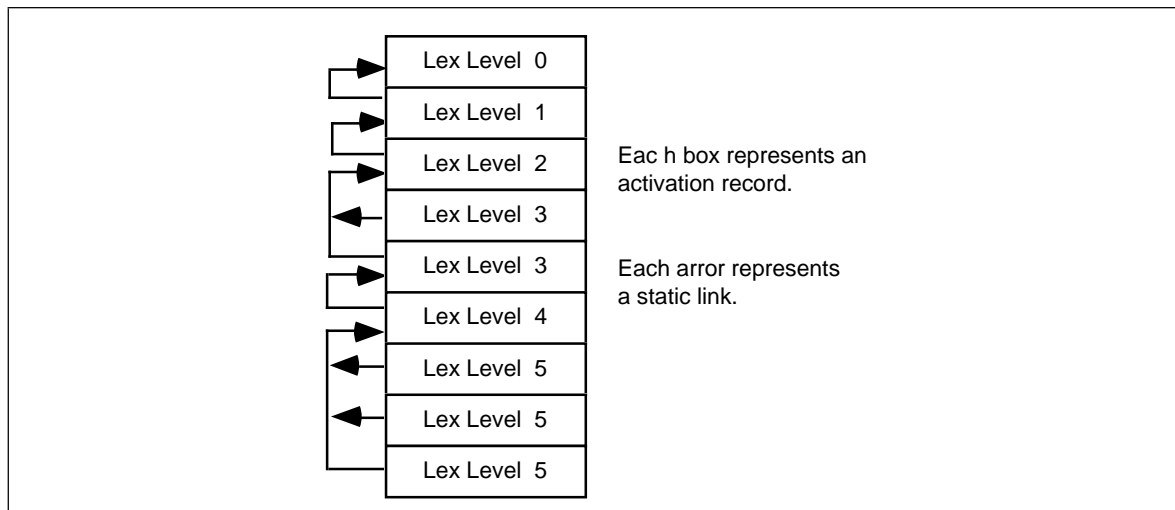 Lex Level 0
Lex Level 1
Lex Level 2
Lex Level 3
Lex Level 3
Lex Level 4
Lex Level 5
Lex Level 5
Lex Level 5
Eac h box represents an
activation record.
Each arror represents
a static link.